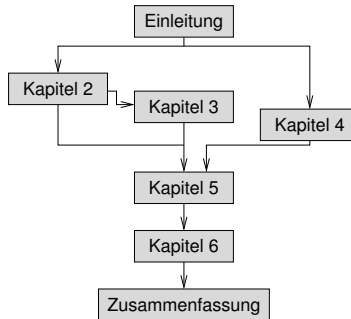 Einleitung
Kapitel 2
Kapitel 3
Kapitel 4
Kapitel 5
Kapitel 6
Zusammenfassung